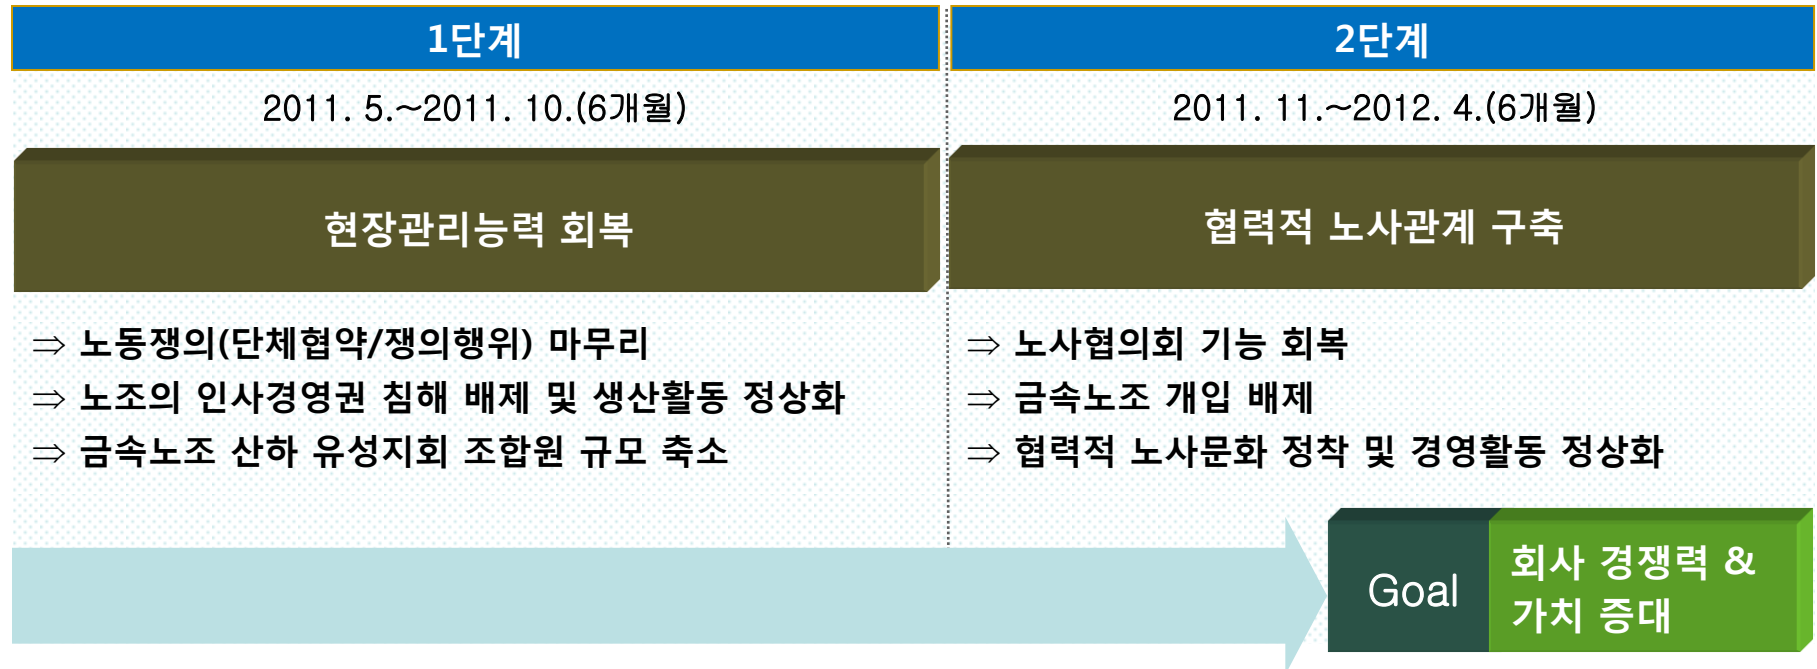 1단계
2011. 5.~2011. 10.(6개월)
현장관리능력 회복
⇒ 노동쟁의(단체협약/쟁의행위) 마무리
⇒ 노조의 인사경영권 침해 배제 및 생산활동 정상화
⇒ 금속노조 산하 유성지회 조합원 규모 축소
2단계
2011. 11.~2012. 4.(6개월)
협력적 노사관계 구축
⇒ 노사협의회 기능 회복
⇒ 금속노조 개입 배제
⇒ 협력적 노사문화 정착 및 경영활동 정상화
Goal
회사 경쟁력 &
가치 증대